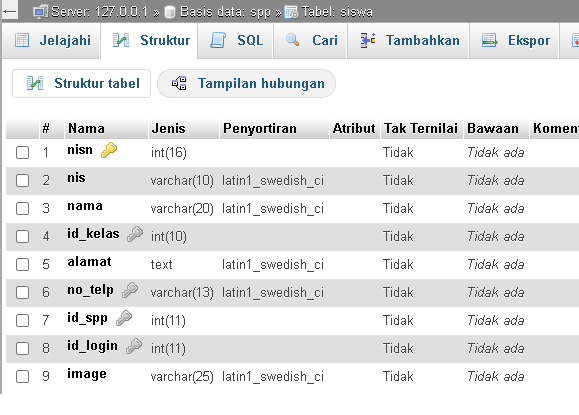 Server: 127.0.0.1 » Basis data: spp » Tabel: siswa
Jelajahi Struktur SQL Cari Tambahkan Ekspor
Struktur tabel Tampilan hubungan
# Nama Jenis Penyortiran Atribut Tak Ternilai Bawaan Koment
1 nisn int(16) Tidak Tidak ada
2 nis varchar(10) latin1_swedish_ci Tidak Tidak ada
3 nama varchar(20) latin1_swedish_ci Tidak Tidak ada
4 id_kelas int(10) Tidak Tidak ada
5 alamat text latin1_swedish_ci Tidak Tidak ada
6 no_telp varchar(13) latin1_swedish_ci Tidak Tidak ada
7 id_spp int(11) Tidak Tidak ada
8 id_login int(11) Tidak Tidak ada
9 image varchar(25) latin1_swedish_ci Tidak Tidak ada